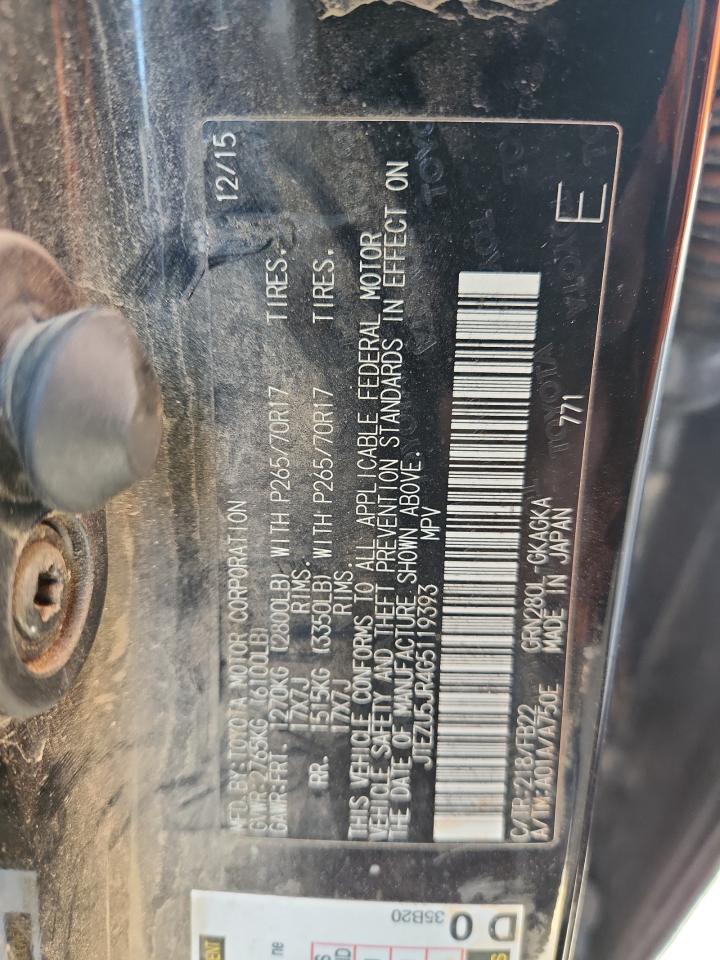 12/15
MFD.BY:TOYOTA MOTOR CORPORATION
GVWR:2765KG (6100LB)
GAWR:FRT. 1270KG (2800LB) WITH P265/70R17 TIRES.
17X7J RIMS.
RR. 1515KG (3350LB) WITH P265/70R17 TIRES.
17X7J RIMS.
THIS VEHICLE CONFORMS TO ALL APPLICABLE FEDERAL MOTOR
VEHICLE SAFETY AND THEFT PREVENTION STANDARDS IN EFFECT ON
THE DATE OF MANUFACTURE SHOWN ABOVE.
JTEZU5JR4G5119393 MPV
C/TR:218/FB22 GRN280L-GKAGKA
A/TM:A01A/A750E MADE IN JAPAN 771
E
TOYOTA
35B20
D 0